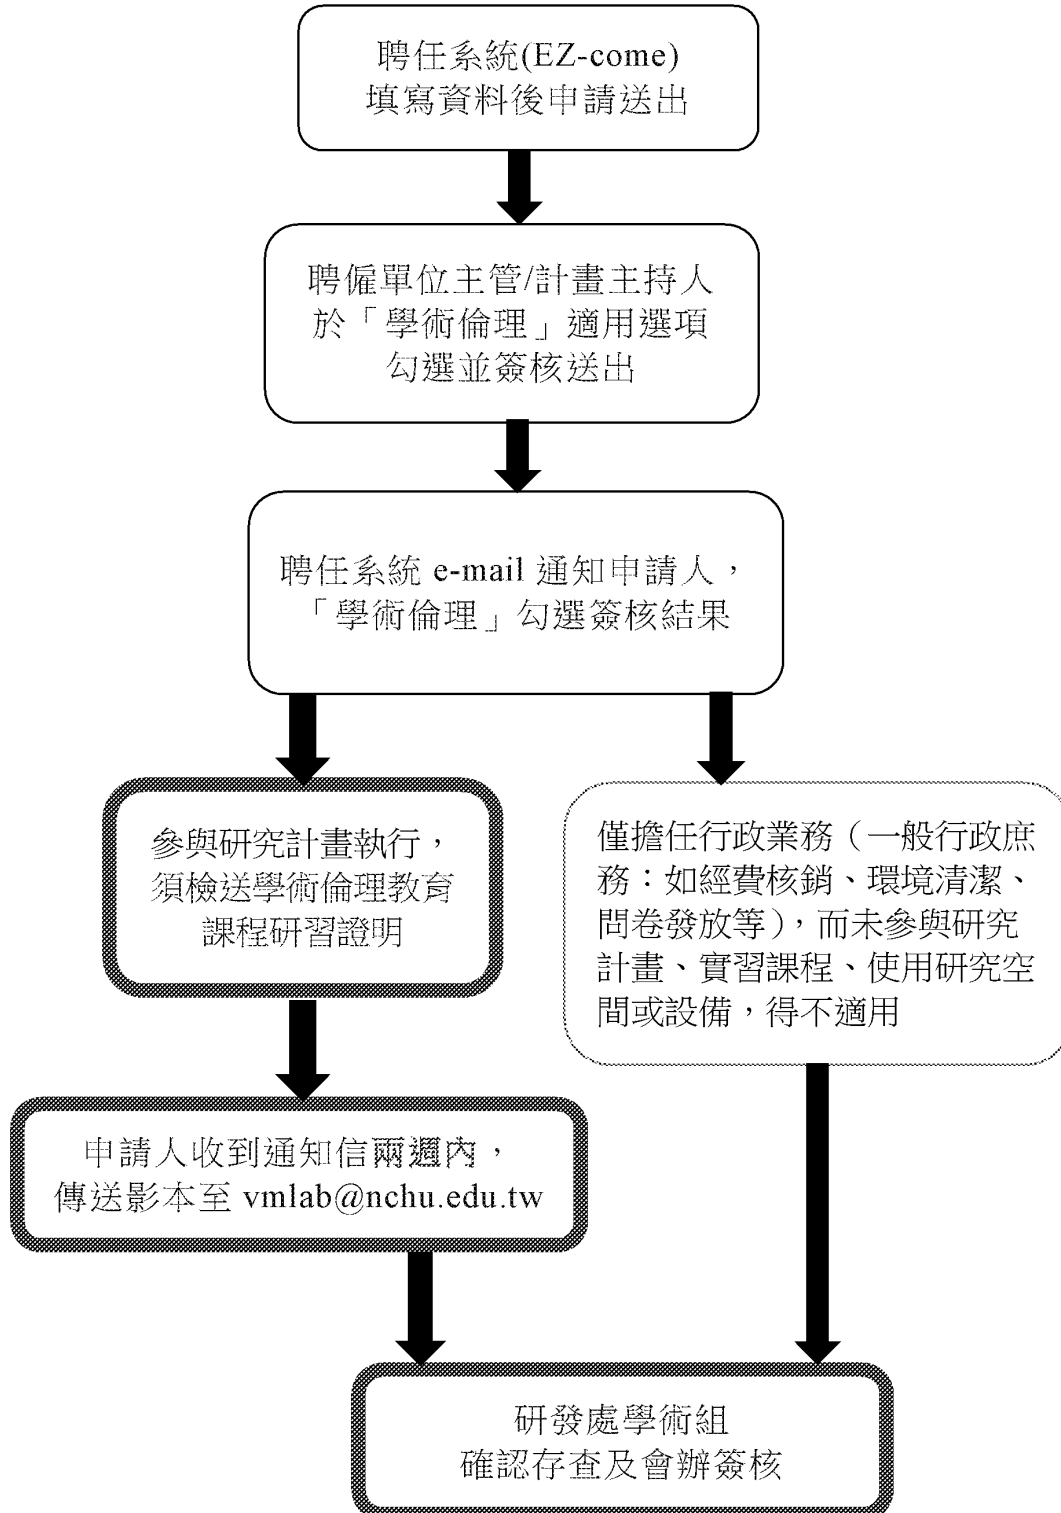 聘任系統(EZ-come)
填寫資料後申請送出
聘僱單位主管/計畫主持人
於「學術倫理」適用選項
勾選並簽核送出
聘任系統 e-mail 通知申請人，
「學術倫理」勾選簽核結果
參與研究計畫執行，
須檢送學術倫理教育
課程研習證明
僅擔任行政業務（一般行政庶
務：如經費核銷、環境清潔、
問卷發放等），而未參與研究
計畫、實習課程、使用研究空
間或設備，得不適用
申請人收到通知信兩週內，
傳送影本至 vmlab@nchu.edu.tw
研發處學術組
確認存查及會辦簽核